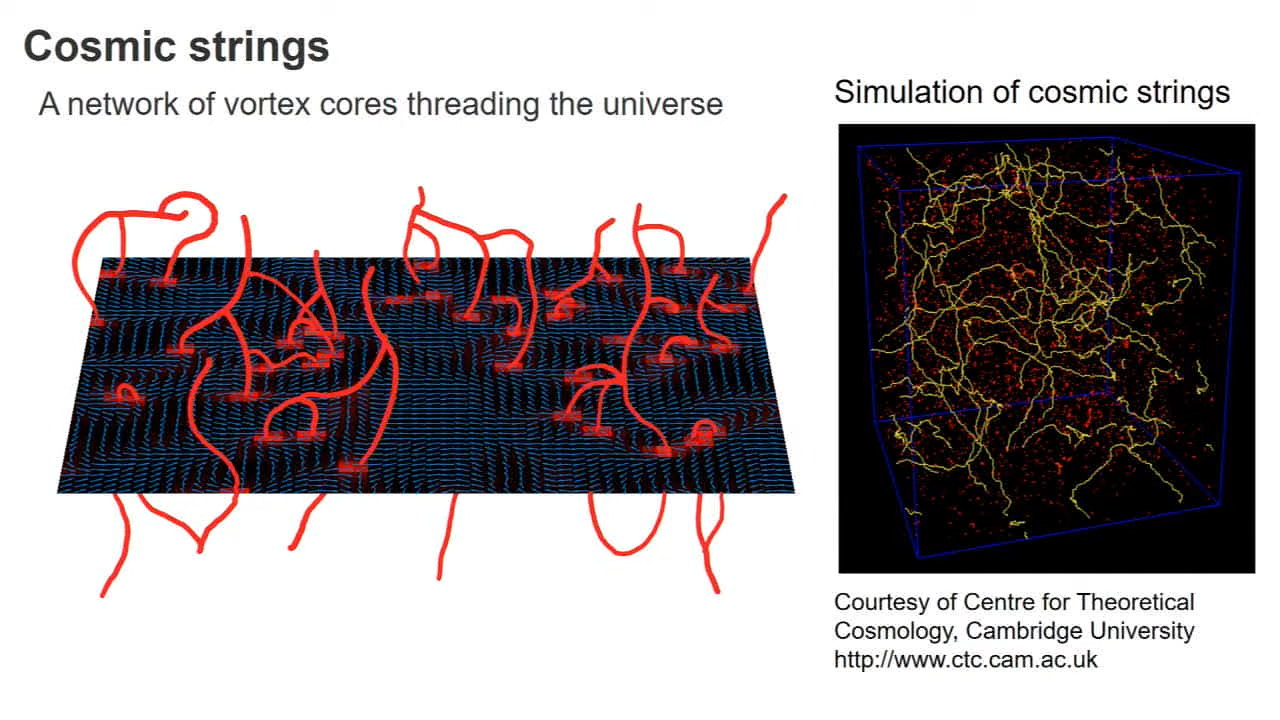 Cosmic strings
A network of vortex cores threading the universe
Simulation of cosmic strings
Courtesy of Centre for Theoretical
Cosmology, Cambridge University
http://www.ctc.cam.ac.uk